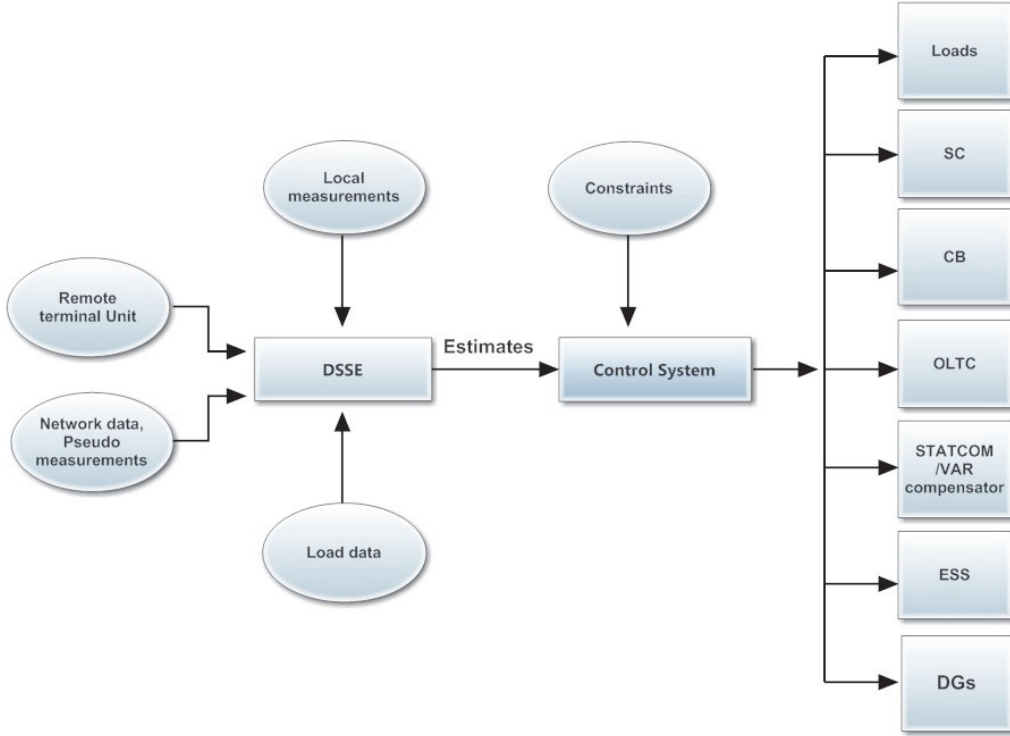 Loads
Local
measurements
Constraints
SC
CB
Remote
terminal Unit
Estimates
DSSE
Control System
OLTC
Network data,
Pseudo
measurements
STATCOM
/VAR
compensator
Load data
ESS
DGs